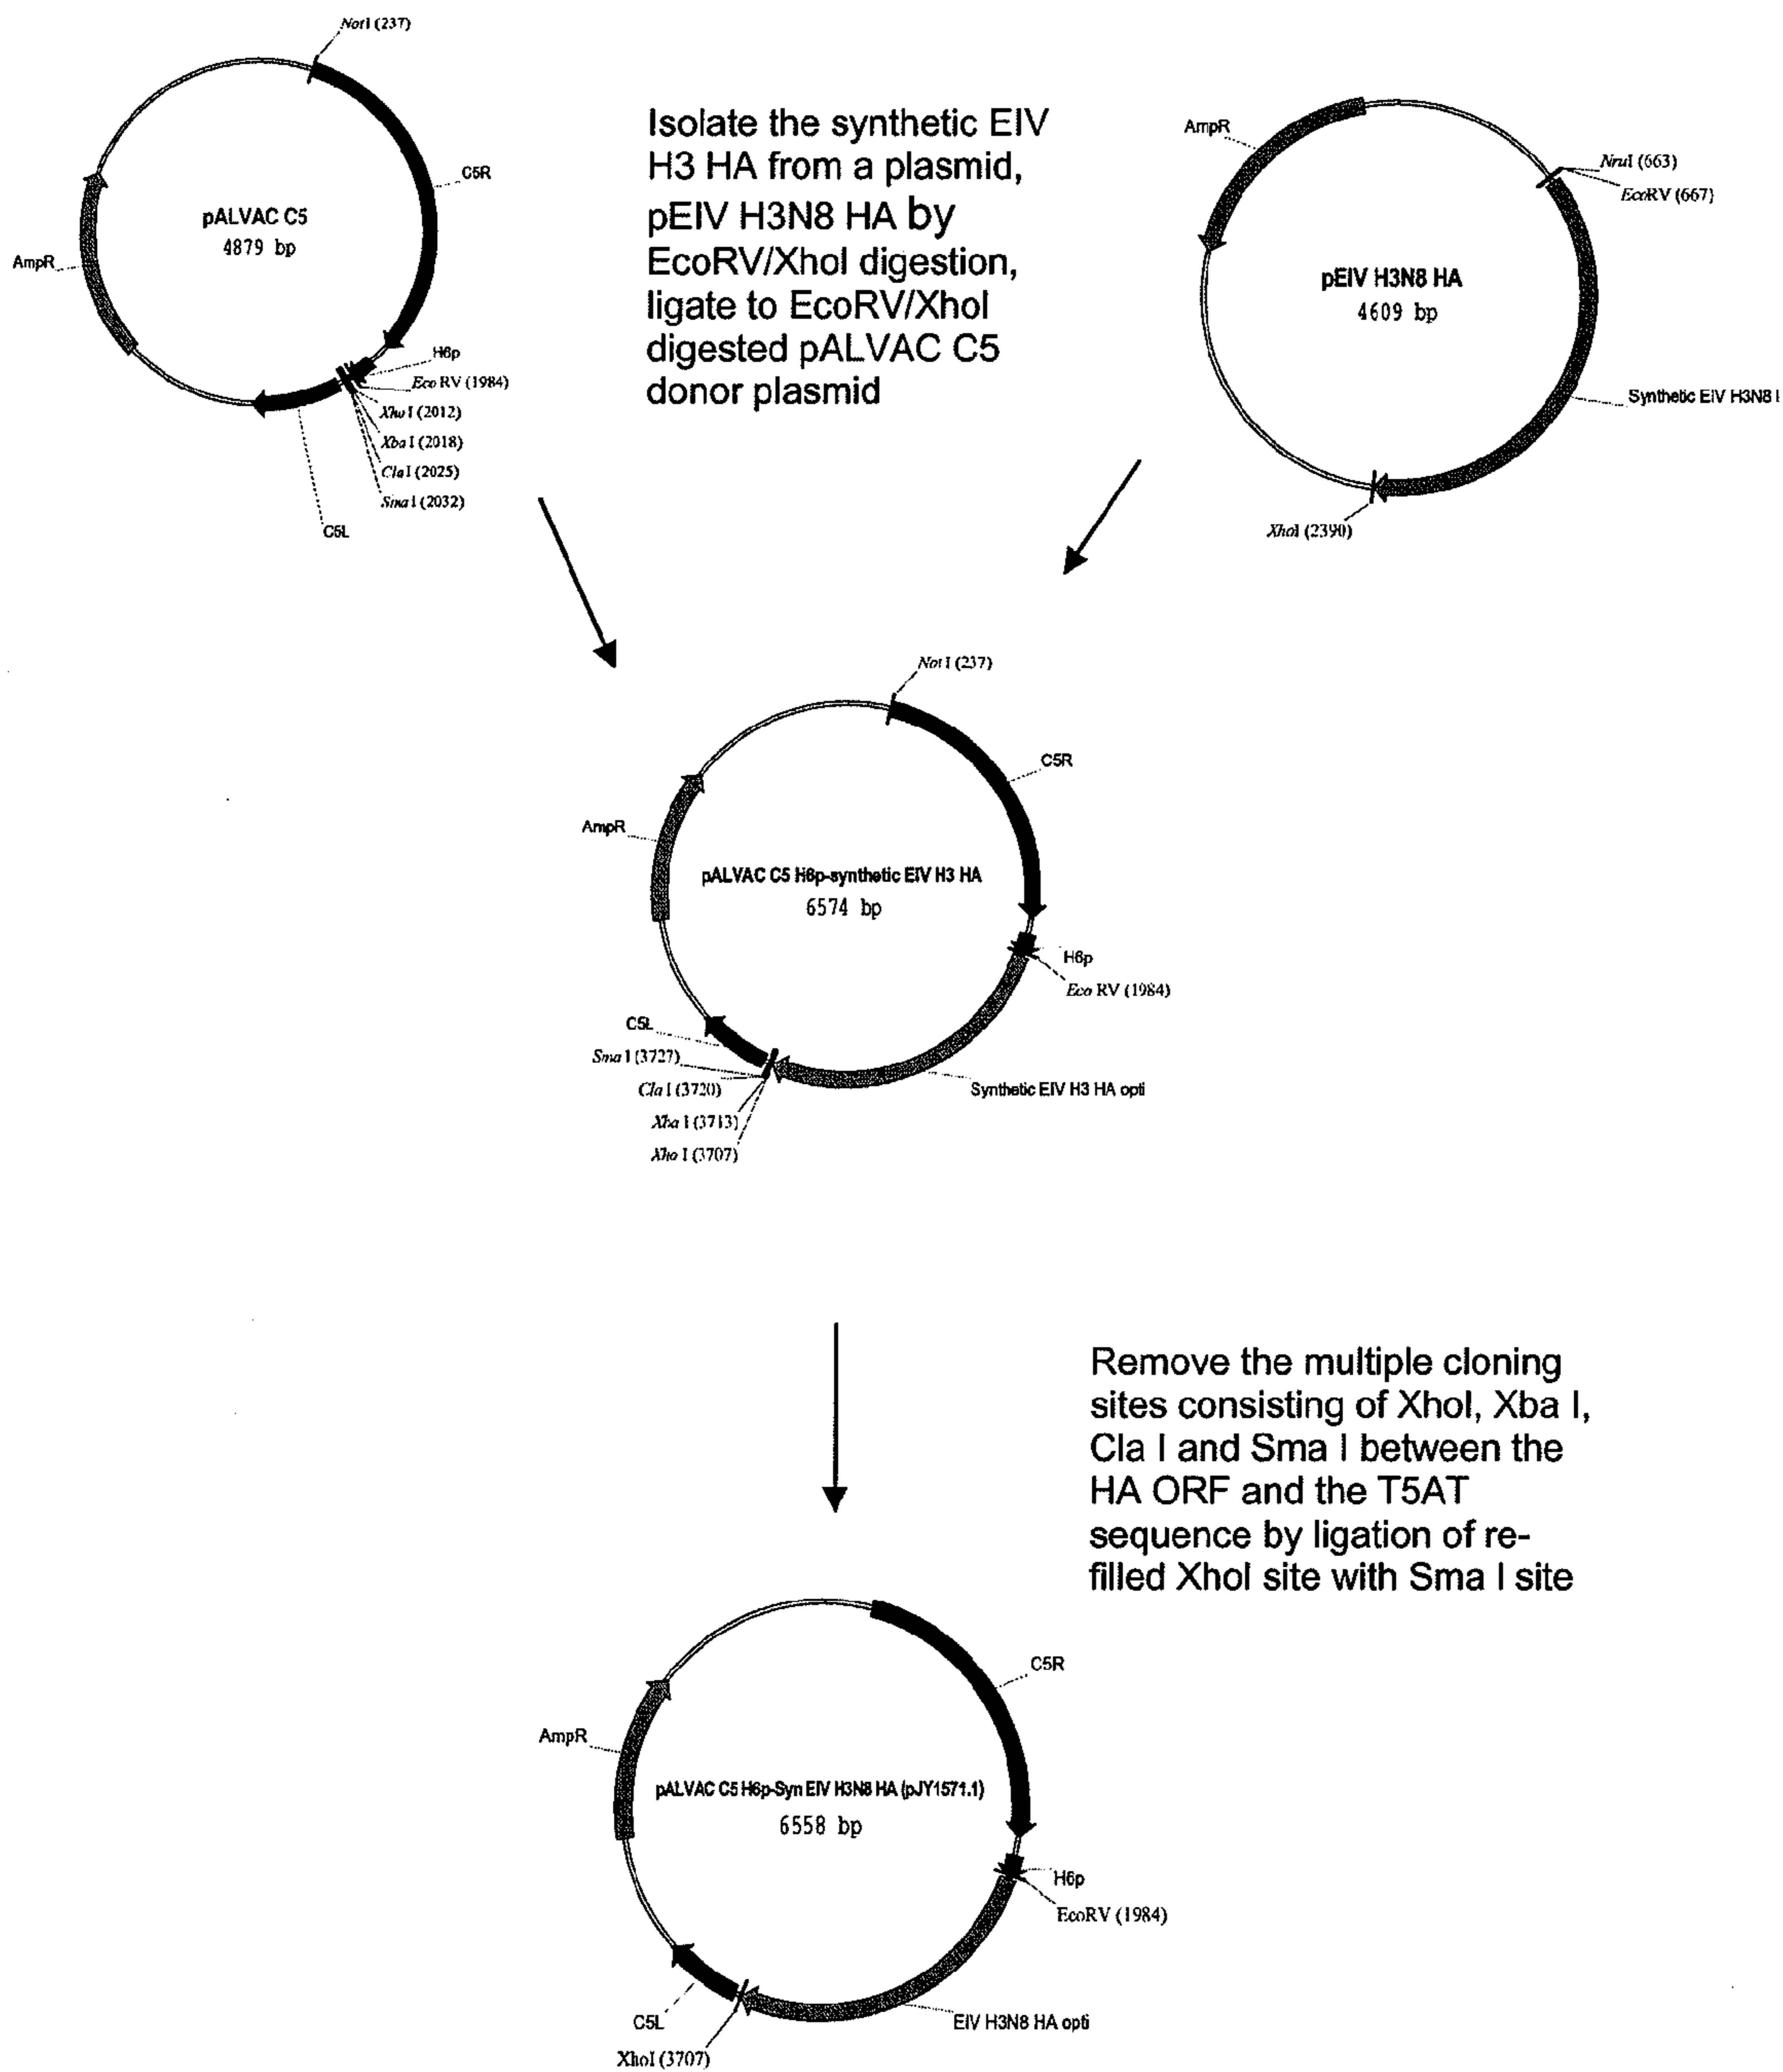 NotI (237)
C5R
pALVAC C5
4879 bp
AmpR
H6p
Eco RV (1984)
Xho I (2012)
Xba I (2018)
Cla I (2025)
Sma I (2032)
C5L
Isolate the synthetic EIV
H3 HA from a plasmid,
pEIV H3N8 HA by
EcoRV/XhoI digestion,
ligate to EcoRV/XhoI
digested pALVAC C5
donor plasmid
AmpR
NruI (663)
EcoRV (667)
pEIV H3N8 HA
4609 bp
Synthetic EIV H3N8 I
XhoI (2390)
Not I (237)
C5R
AmpR
pALVAC C5 H6p-synthetic EIV H3 HA
6574 bp
H6p
Eco RV (1984)
C5L
Sma I (3727)
Cla I (3720)
Xba I (3713)
Xho I (3707)
Synthetic EIV H3 HA opti
Remove the multiple cloning
sites consisting of XhoI, Xba I,
Cla I and Sma I between the
HA ORF and the T5AT
sequence by ligation of re-
filled XhoI site with Sma I site
C5R
AmpR
pALVAC C5 H6p-Syn EIV H3N8 HA (pJY1571.1)
6558 bp
H6p
EcoRV (1984)
C5L
XhoI (3707)
EIV H3N8 HA opti